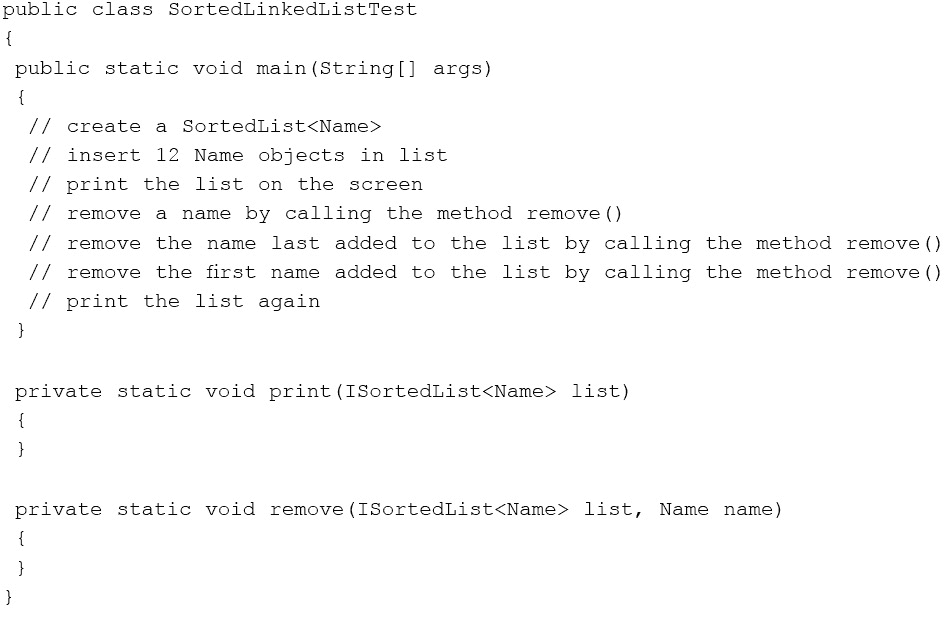 public class SortedLinkedListTest
{
 public static void main(String[] args)
 {
  // create a SortedList<Name>
  // insert 12 Name objects in list
  // print the list on the screen
  // remove a name by calling the method remove()
  // remove the name last added to the list by calling the method remove()
  // remove the first name added to the list by calling the method remove()
  // print the list again
 }

 private static void print(ISortedList<Name> list)
 {
 }

 private static void remove(ISortedList<Name> list, Name name)
 {
 }
}